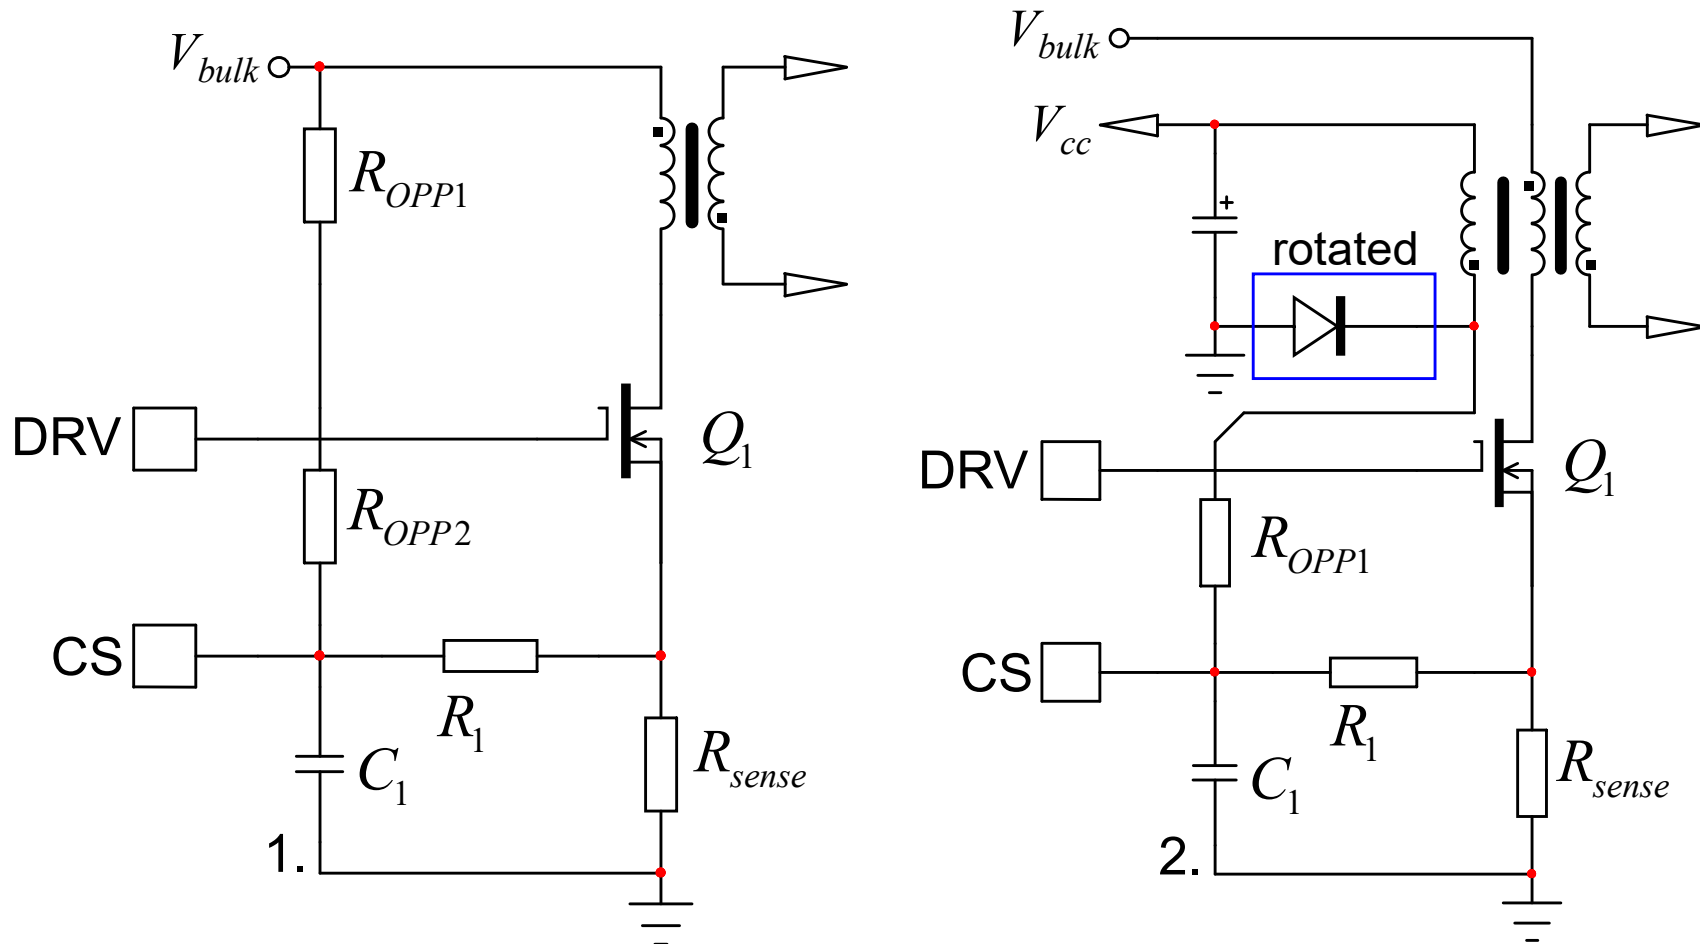 V_bulk
R_OPP1
DRV
Q_1
R_OPP2
CS
R_1
C_1
R_sense
1.
V_bulk
V_cc
+
rotated
DRV
Q_1
R_OPP1
CS
R_1
C_1
R_sense
2.